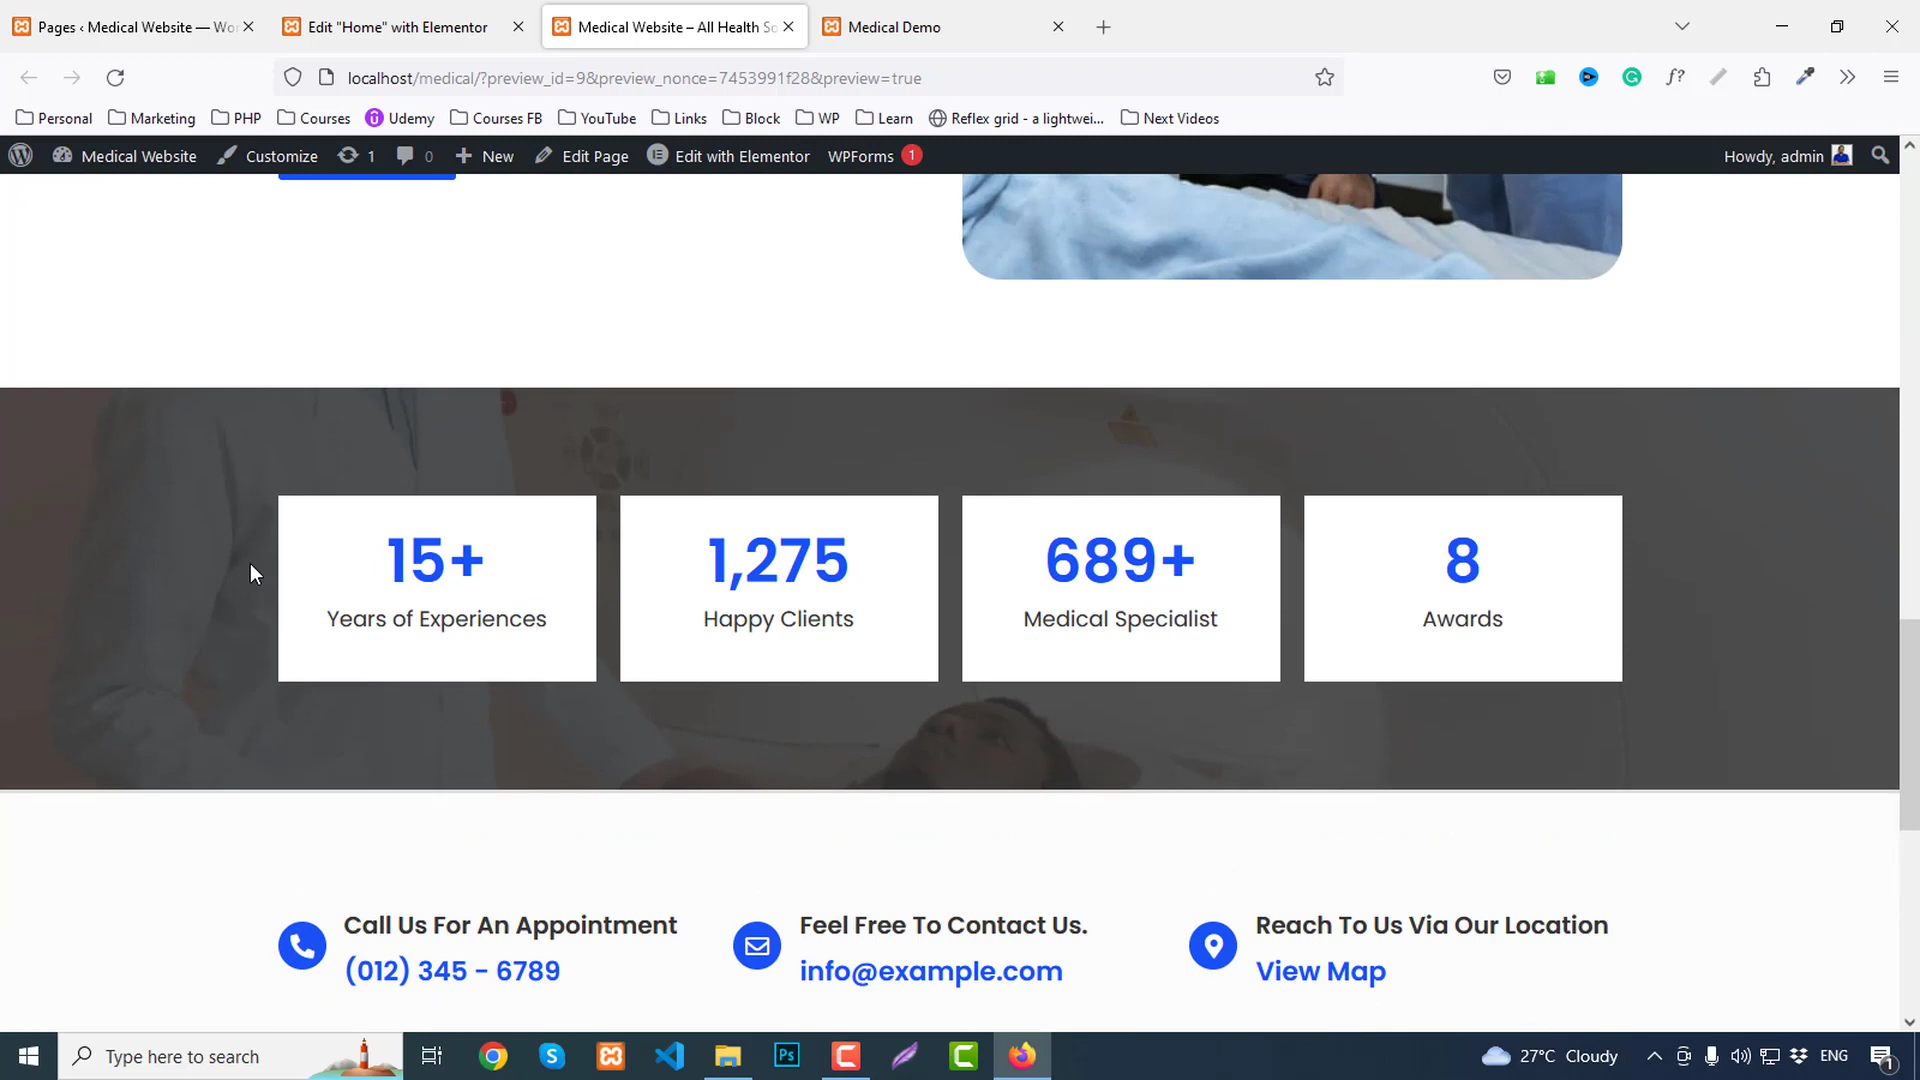 Pages ‹ Medical Website — Wor
Edit "Home" with Elementor
Medical Website – All Health So
Medical Demo
localhost/medical/?preview_id=9&preview_nonce=7453991f28&preview=true
Personal
Marketing
PHP
Courses
Udemy
Courses FB
YouTube
Links
Block
WP
Learn
Reflex grid - a lightwei...
Next Videos
Medical Website
Customize
1
0
New
Edit Page
Edit with Elementor
WPForms 1
Howdy, admin
15+
Years of Experiences
1,275
Happy Clients
689+
Medical Specialist
8
Awards
Call Us For An Appointment
(012) 345 - 6789
Feel Free To Contact Us.
info@example.com
Reach To Us Via Our Location
View Map
Type here to search
Ps
27°C Cloudy
ENG
1